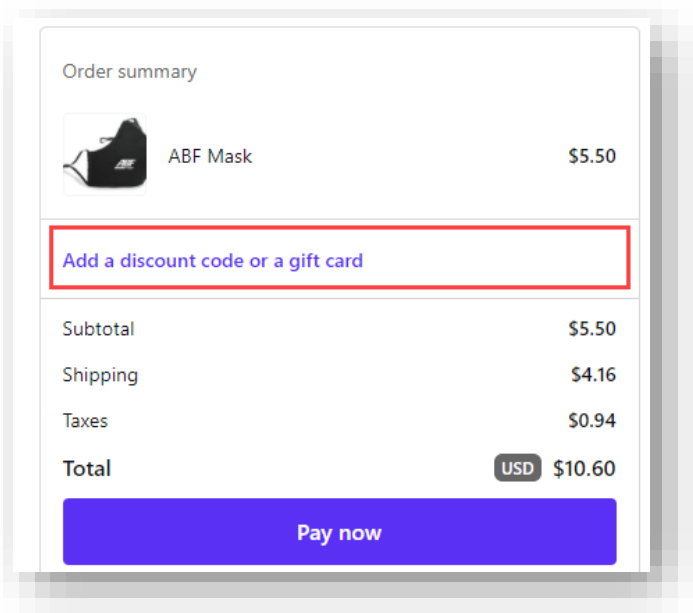 Order summary
ABF
ABF Mask $5.50
Add a discount code or a gift card
Subtotal $5.50
Shipping $4.16
Taxes $0.94
Total USD $10.60
Pay now